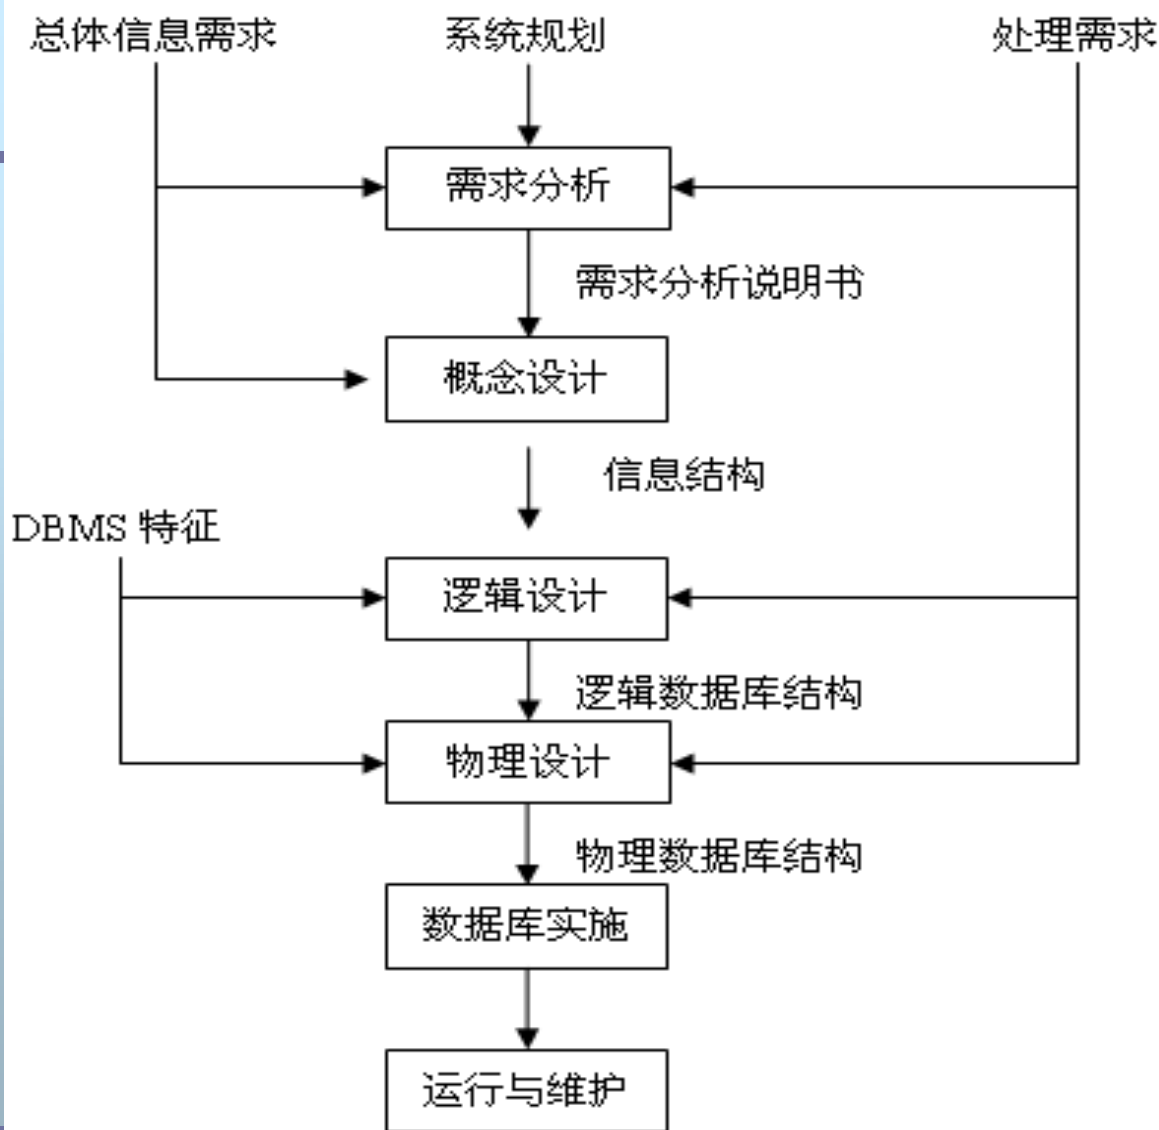 总体信息需求
系统规划
处理需求
需求分析
需求分析说明书
概念设计
信息结构
DBMS 特征
逻辑设计
逻辑数据库结构
物理设计
物理数据库结构
数据库实施
运行与维护